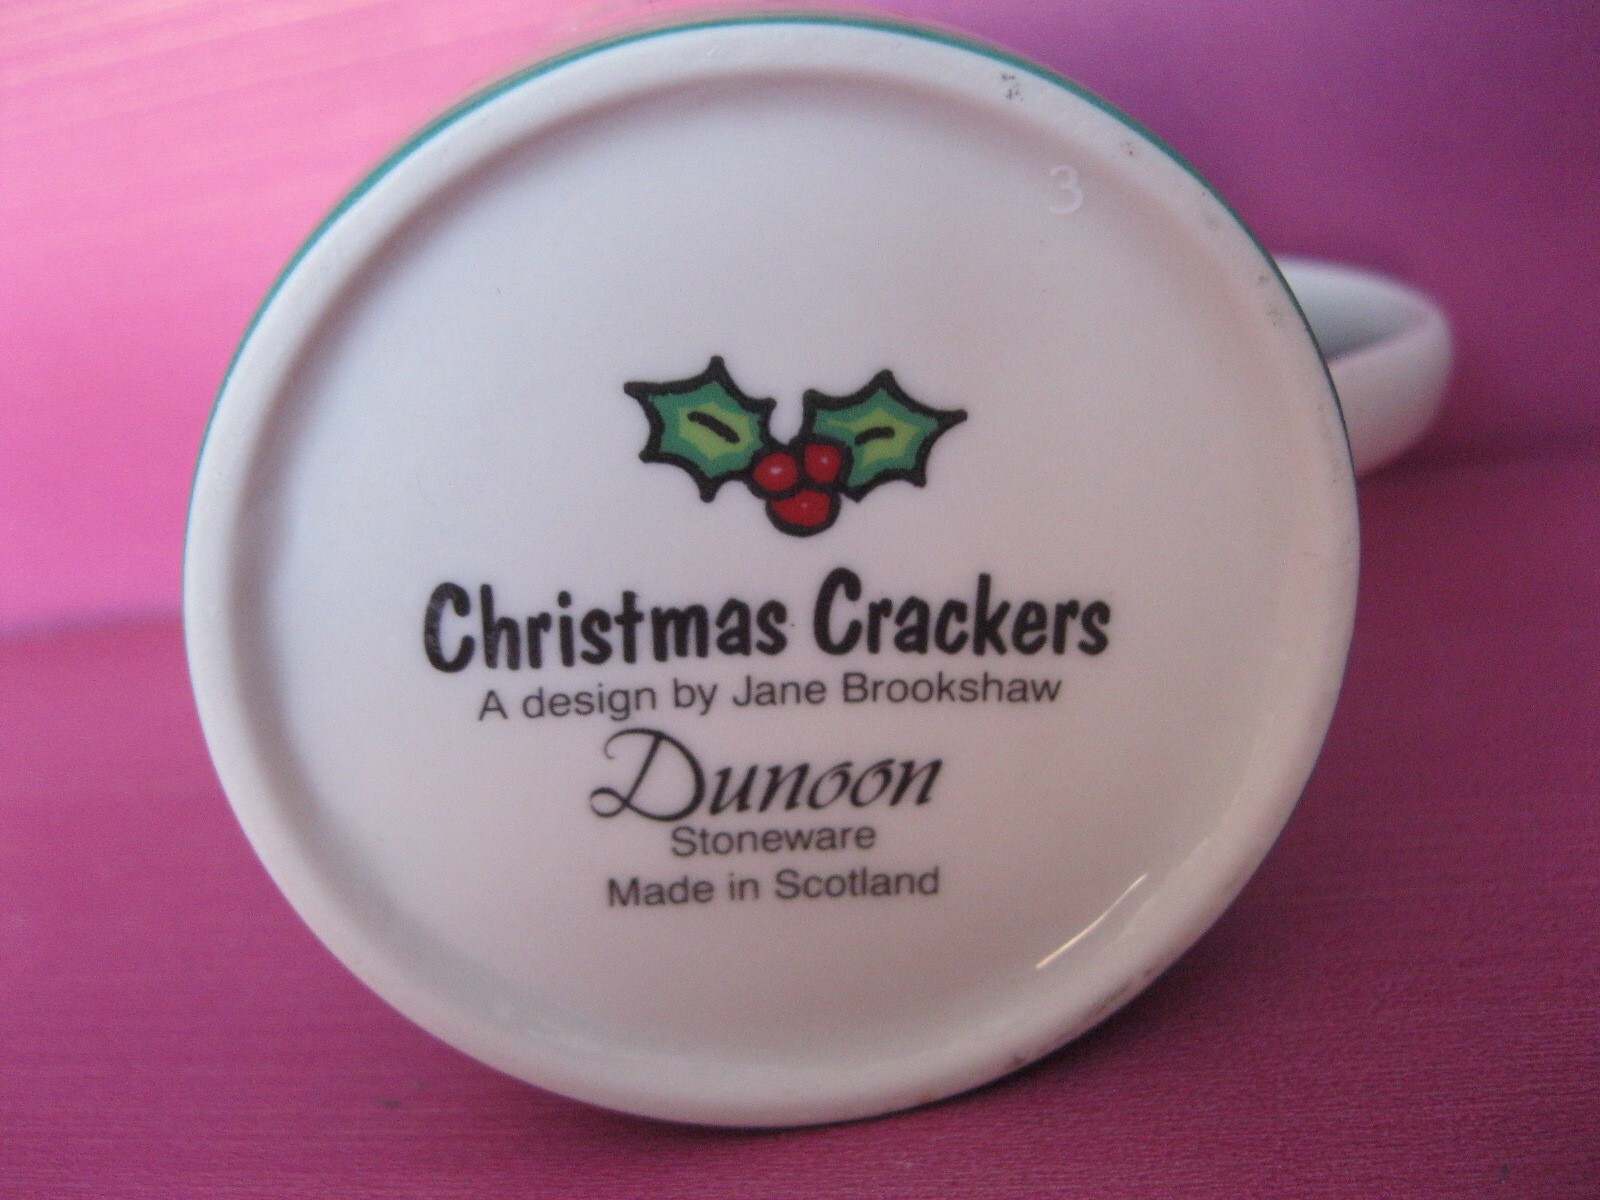 3
Christmas Crackers
A design by Jane Brookshaw
Dunoon
Stoneware
Made in Scotland